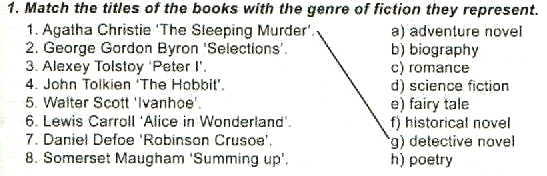 1. Match the titles of the books with the genre of fiction they represent.
1. Agatha Christie 'The Sleeping Murder'. a) adventure novel
2. George Gordon Byron 'Selections'. b) biography
3. Alexey Tolstoy 'Peter I'. c) romance
4. John Tolkien 'The Hobbit'. d) science fiction
5. Walter Scott 'Ivanhoe'. e) fairy tale
6. Lewis Carroll 'Alice in Wonderland'. f) historical novel
7. Daniel Defoe 'Robinson Crusoe'. g) detective novel
8. Somerset Maugham 'Summing up'. h) poetry